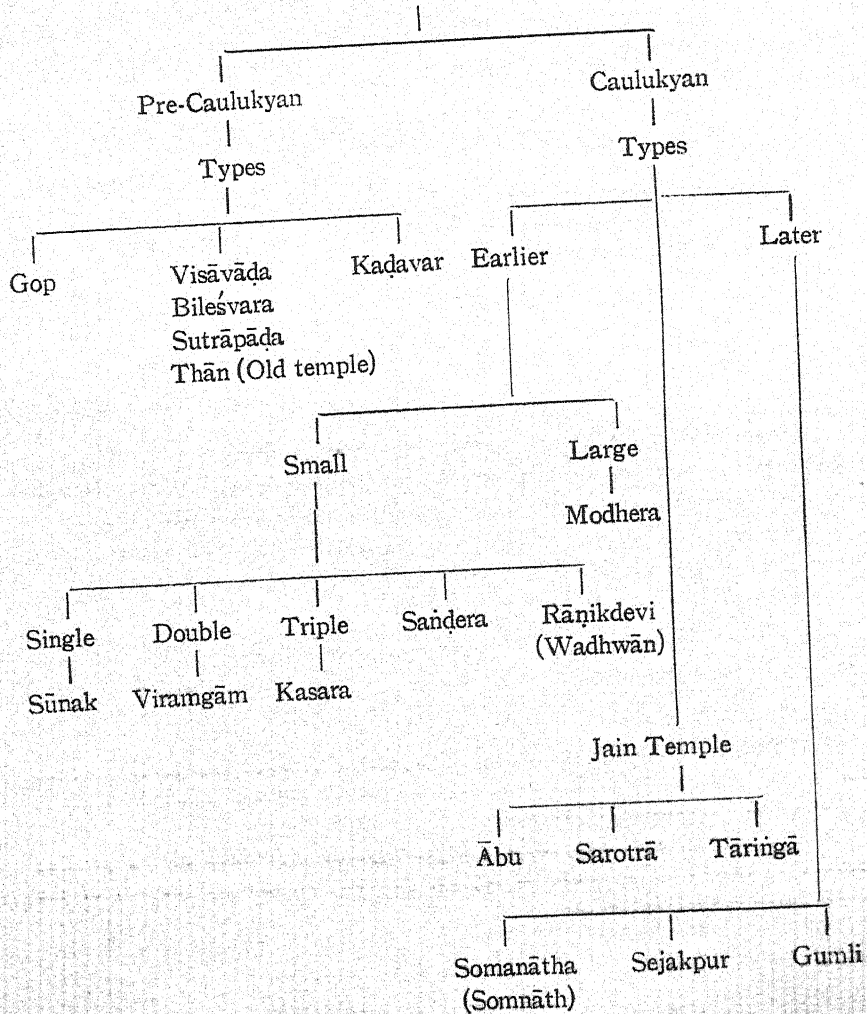 Pre-Caulukyan
Caulukyan
Types
Types
Gop
Visāvāḍa
Bileśvara
Sutrāpāḍa
Thān (Old temple)
Kaḍavar
Earlier
Later
Small
Large
Modhera
Single
Double
Triple
Saṅḍera
Rāṇikdevi
(Wadhwān)
Sūnak
Viramgām
Kasara
Jain Temple
Ābu
Sarotrā
Tāriṅgā
Somanātha
(Somnāth)
Sejakpur
Gumli